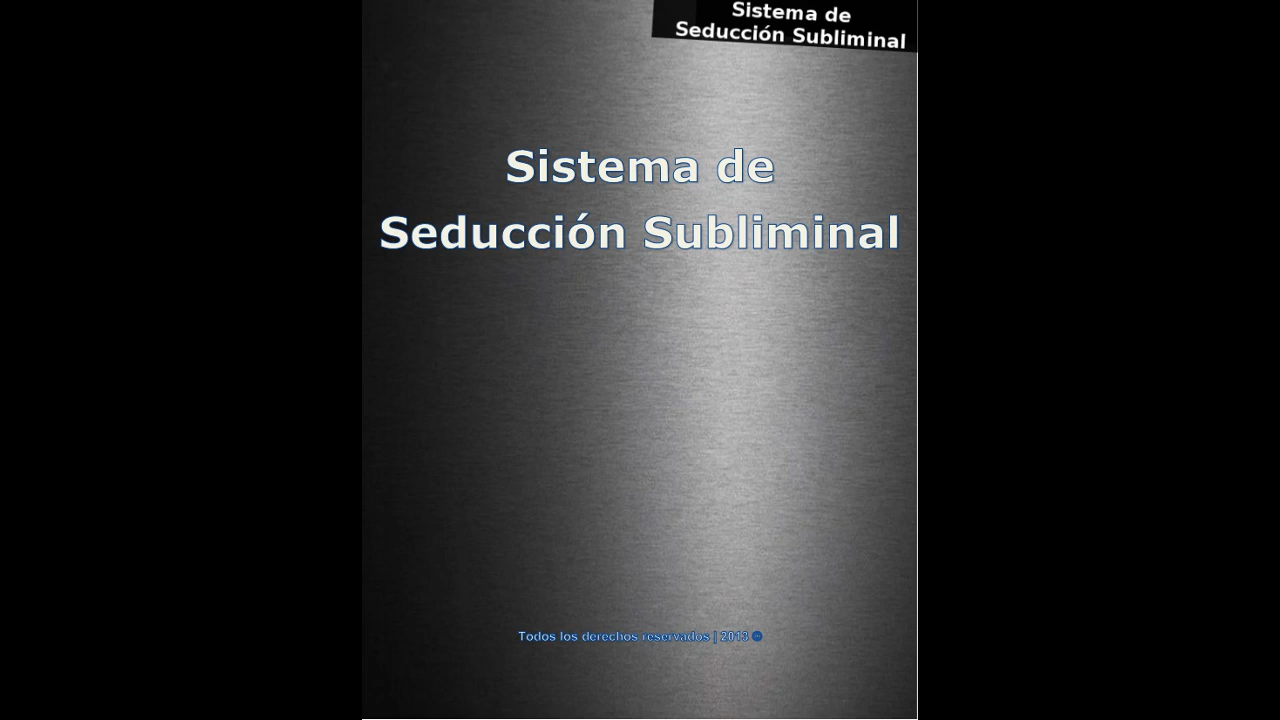 Sistema de
Seducción Subliminal
Sistema de
Seducción Subliminal
Todos los derechos reservados | 2013 ®